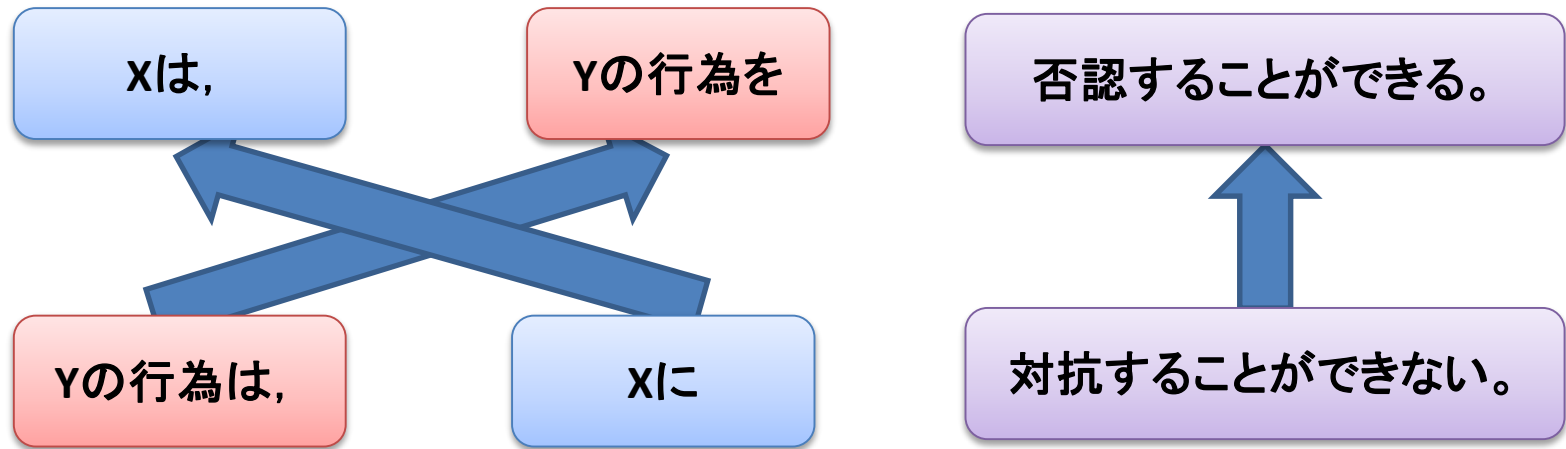 Xは,
Yの行為を
否認することができる。
Yの行為は,
Xに
対抗することができない。